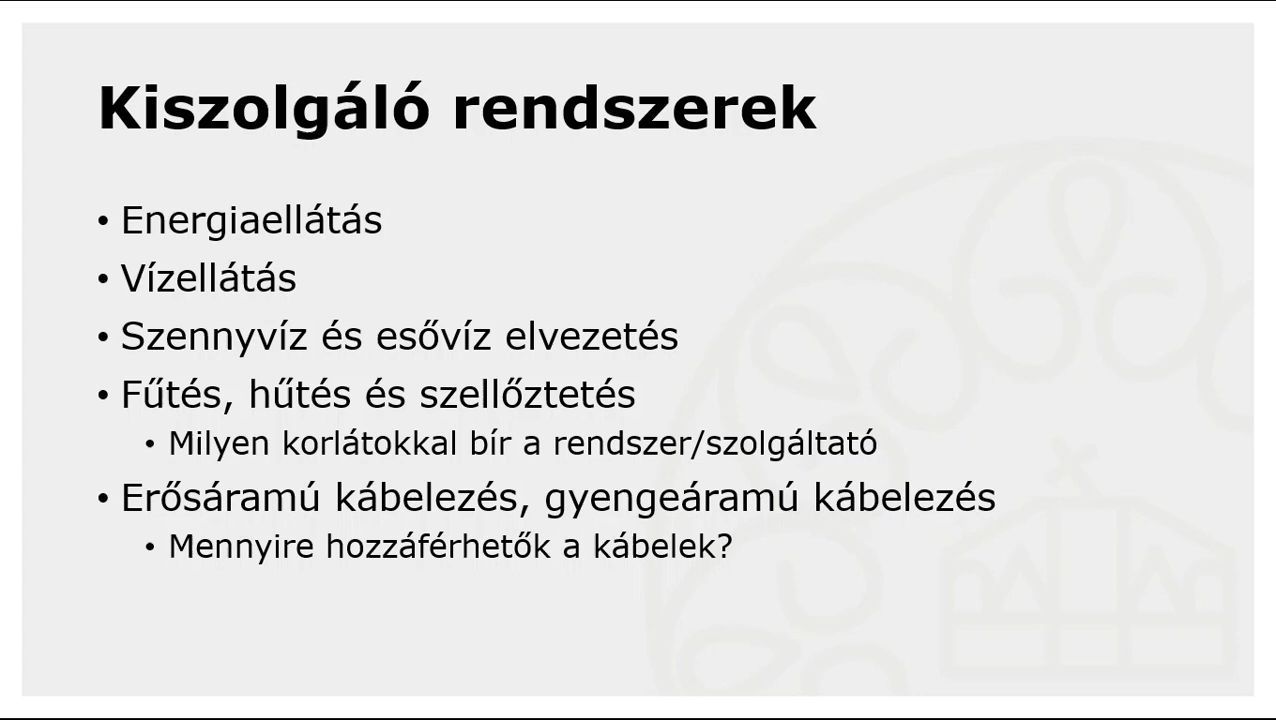 Kiszolgáló rendszerek
• Energiaellátás
• Vízellátás
• Szennyvíz és esővíz elvezetés
• Fűtés, hűtés és szellőztetés
• Milyen korlátokkal bír a rendszer/szolgáltató
• Erősáramú kábelezés, gyengeáramú kábelezés
• Mennyire hozzáférhetők a kábelek?